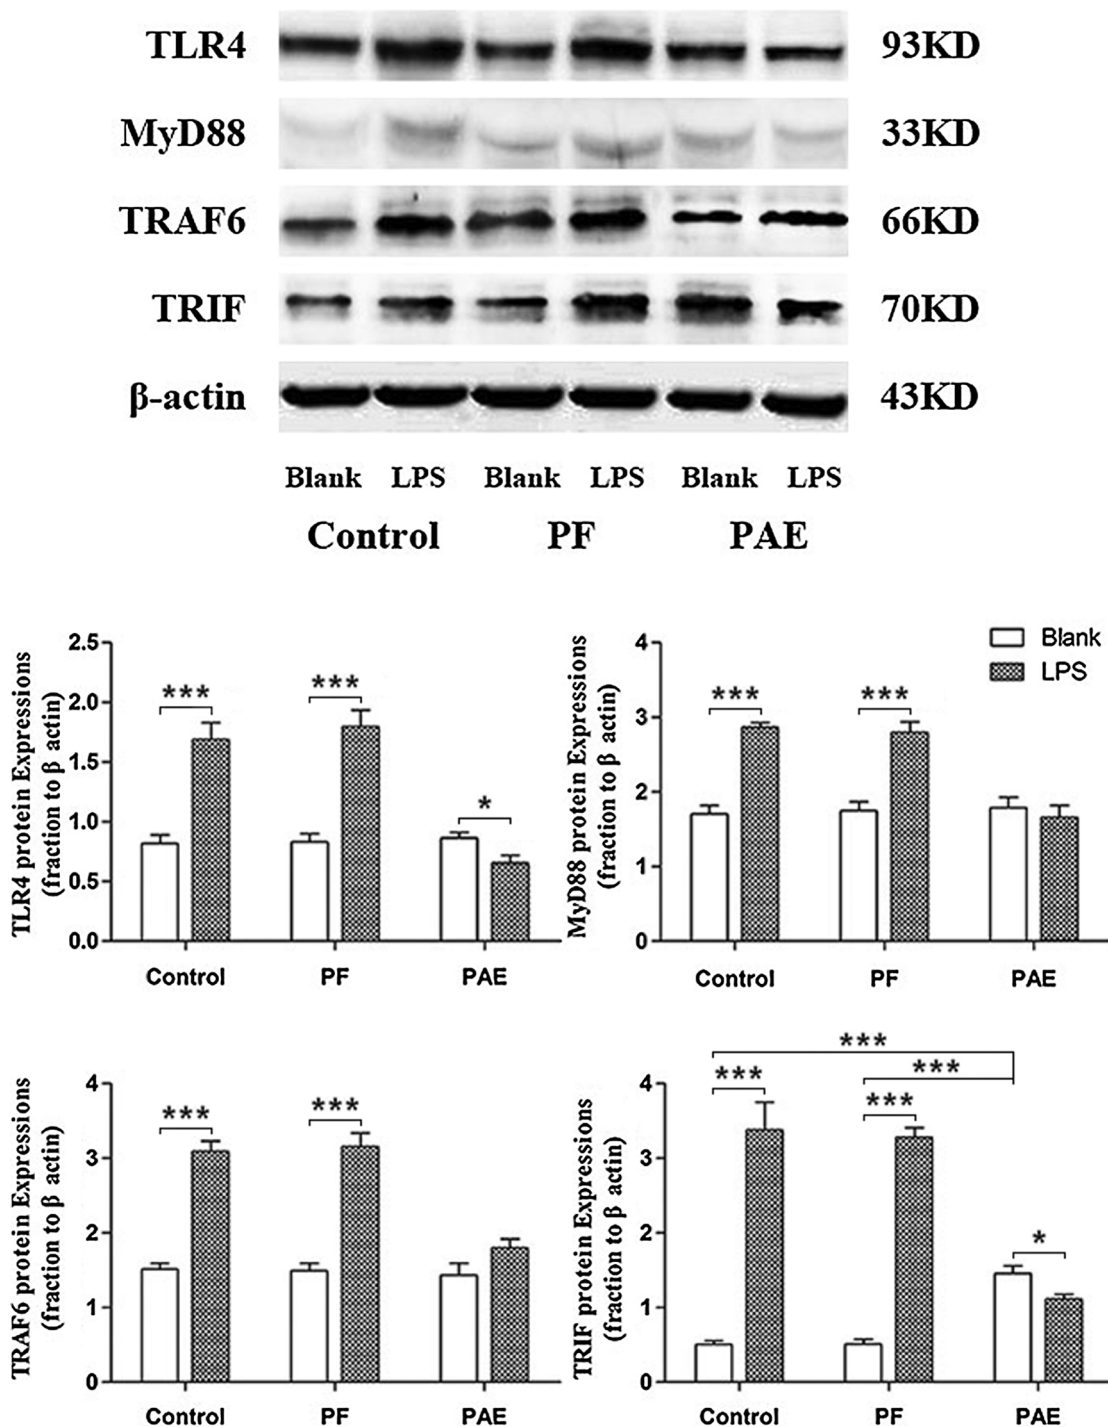 TLR4 93KD
MyD88 33KD
TRAF6 66KD
TRIF 70KD
β-actin 43KD
Blank LPS Blank LPS Blank LPS
Control PF PAE
TLR4 protein Expressions
(fraction to β actin)
2.5
2.0
1.5
1.0
0.5
0.0
***
***
*
Control PF PAE
MyD88 protein Expressions
(fraction to β actin)
4
3
2
1
0
***
***
Blank
LPS
Control PF PAE
TRAF6 protein Expressions
(fraction to β actin)
4
3
2
1
0
***
***
Control PF PAE
TRIF protein Expressions
(fraction to β actin)
4
3
2
1
0
***
***
***
***
*
Control PF PAE